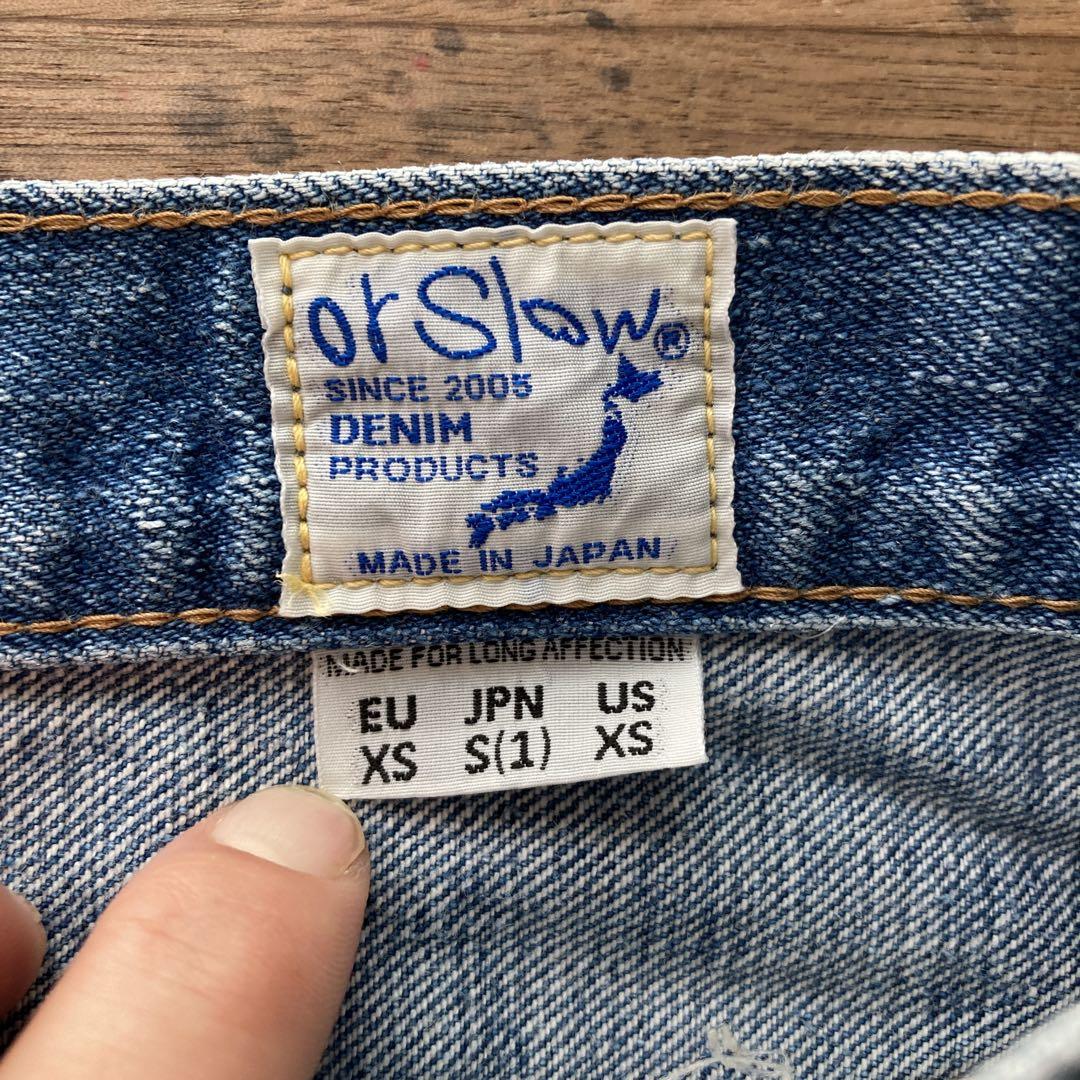 orSlow®
SINCE 2005
DENIM
PRODUCTS
MADE IN JAPAN
MADE FOR LONG AFFECTION
EU JPN US
XS S(1) XS